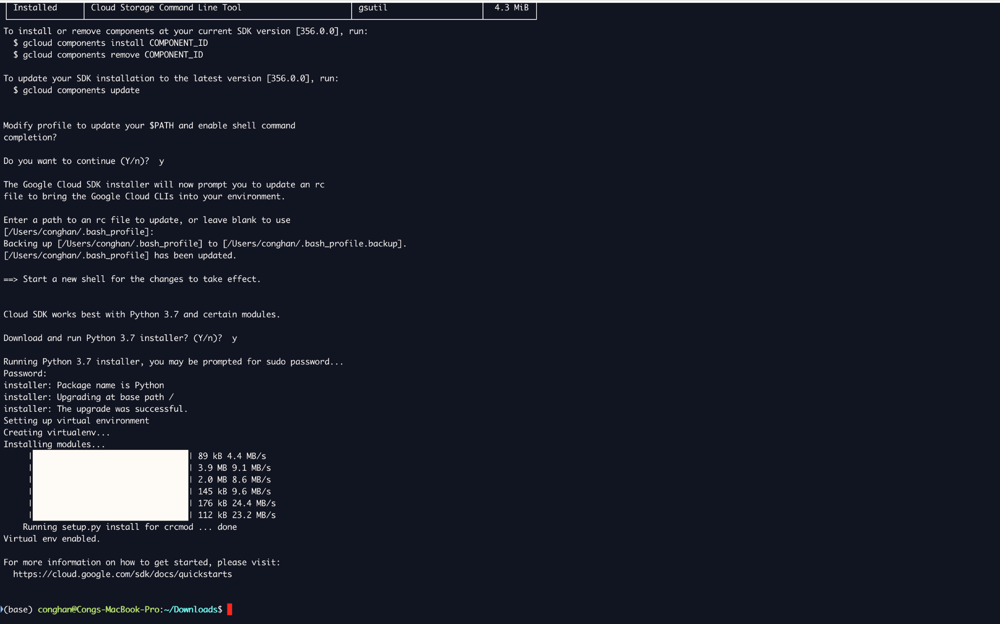 Installed Cloud Storage Command Line Tool gsutil 4.3 MiB
To install or remove components at your current SDK version [356.0.0], run:
$ gcloud components install COMPONENT_ID
$ gcloud components remove COMPONENT_ID
To update your SDK installation to the latest version [356.0.0], run:
$ gcloud components update
Modify profile to update your $PATH and enable shell command
completion?
Do you want to continue (Y/n)?  y
The Google Cloud SDK installer will now prompt you to update an rc
file to bring the Google Cloud CLIs into your environment.
Enter a path to an rc file to update, or leave blank to use
[/Users/conghan/.bash_profile]:
Backing up [/Users/conghan/.bash_profile] to [/Users/conghan/.bash_profile.backup].
[/Users/conghan/.bash_profile] has been updated.
==> Start a new shell for the changes to take effect.
Cloud SDK works best with Python 3.7 and certain modules.
Download and run Python 3.7 installer? (Y/n)?  y
Running Python 3.7 installer, you may be prompted for sudo password...
Password:
installer: Package name is Python
installer: Upgrading at base path /
installer: The upgrade was successful.
Setting up virtual environment
Creating virtualenv...
Installing modules...
| | 89 kB 4.4 MB/s
| | 3.9 MB 9.1 MB/s
| | 2.0 MB 8.6 MB/s
| | 145 kB 9.6 MB/s
| | 176 kB 24.4 MB/s
| | 112 kB 23.2 MB/s
Running setup.py install for crcmod ... done
Virtual env enabled.
For more information on how to get started, please visit:
https://cloud.google.com/sdk/docs/quickstarts
(base) conghan@Congs-MacBook-Pro:~/Downloads$